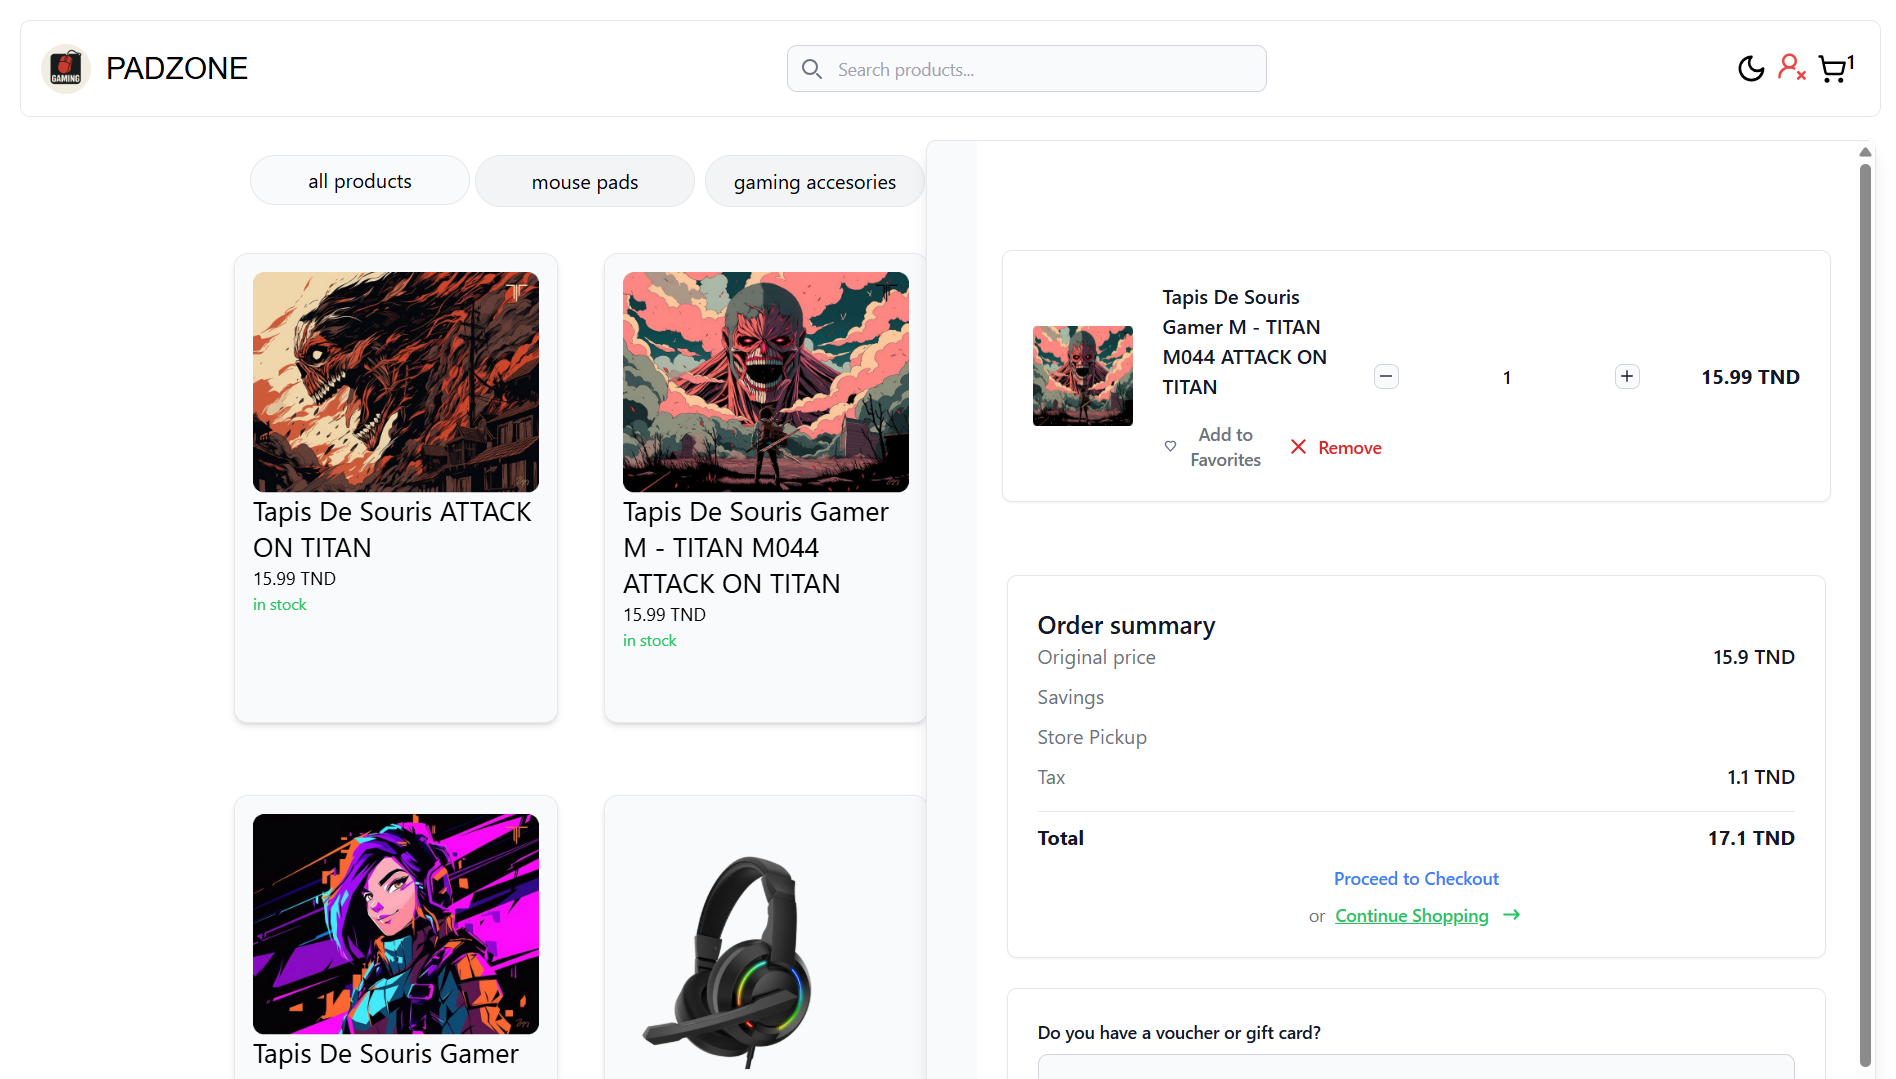 GAMING
PADZONE
Search products...
1
all products
mouse pads
gaming accesories
Tapis De Souris ATTACK
ON TITAN
15.99 TND
in stock
Tapis De Souris Gamer
M - TITAN M044
ATTACK ON TITAN
15.99 TND
in stock
Tapis De Souris Gamer
Tapis De Souris
Gamer M - TITAN
M044 ATTACK ON
TITAN
1
15.99 TND
Add to
Favorites
Remove
Order summary
Original price
15.9 TND
Savings
Store Pickup
Tax
1.1 TND
Total
17.1 TND
Proceed to Checkout
or Continue Shopping
Do you have a voucher or gift card?